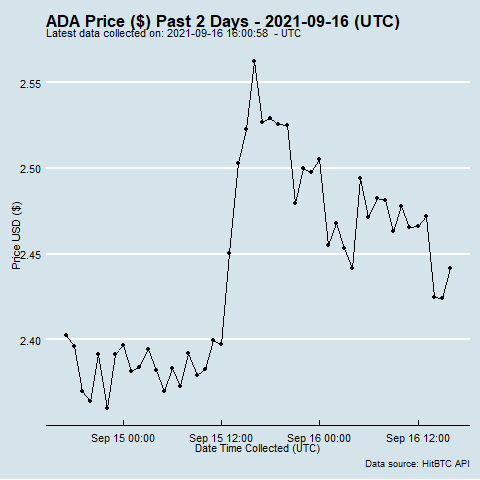 ADA Price ($) Past 2 Days - 2021-09-16 (UTC)
Latest data collected on: 2021-09-16 16:00:58  - UTC
2.55
2.50
2.45
2.40
Price USD ($)
Sep 15 00:00
Sep 15 12:00
Sep 16 00:00
Sep 16 12:00
Date Time Collected (UTC)
Data source: HitBTC API